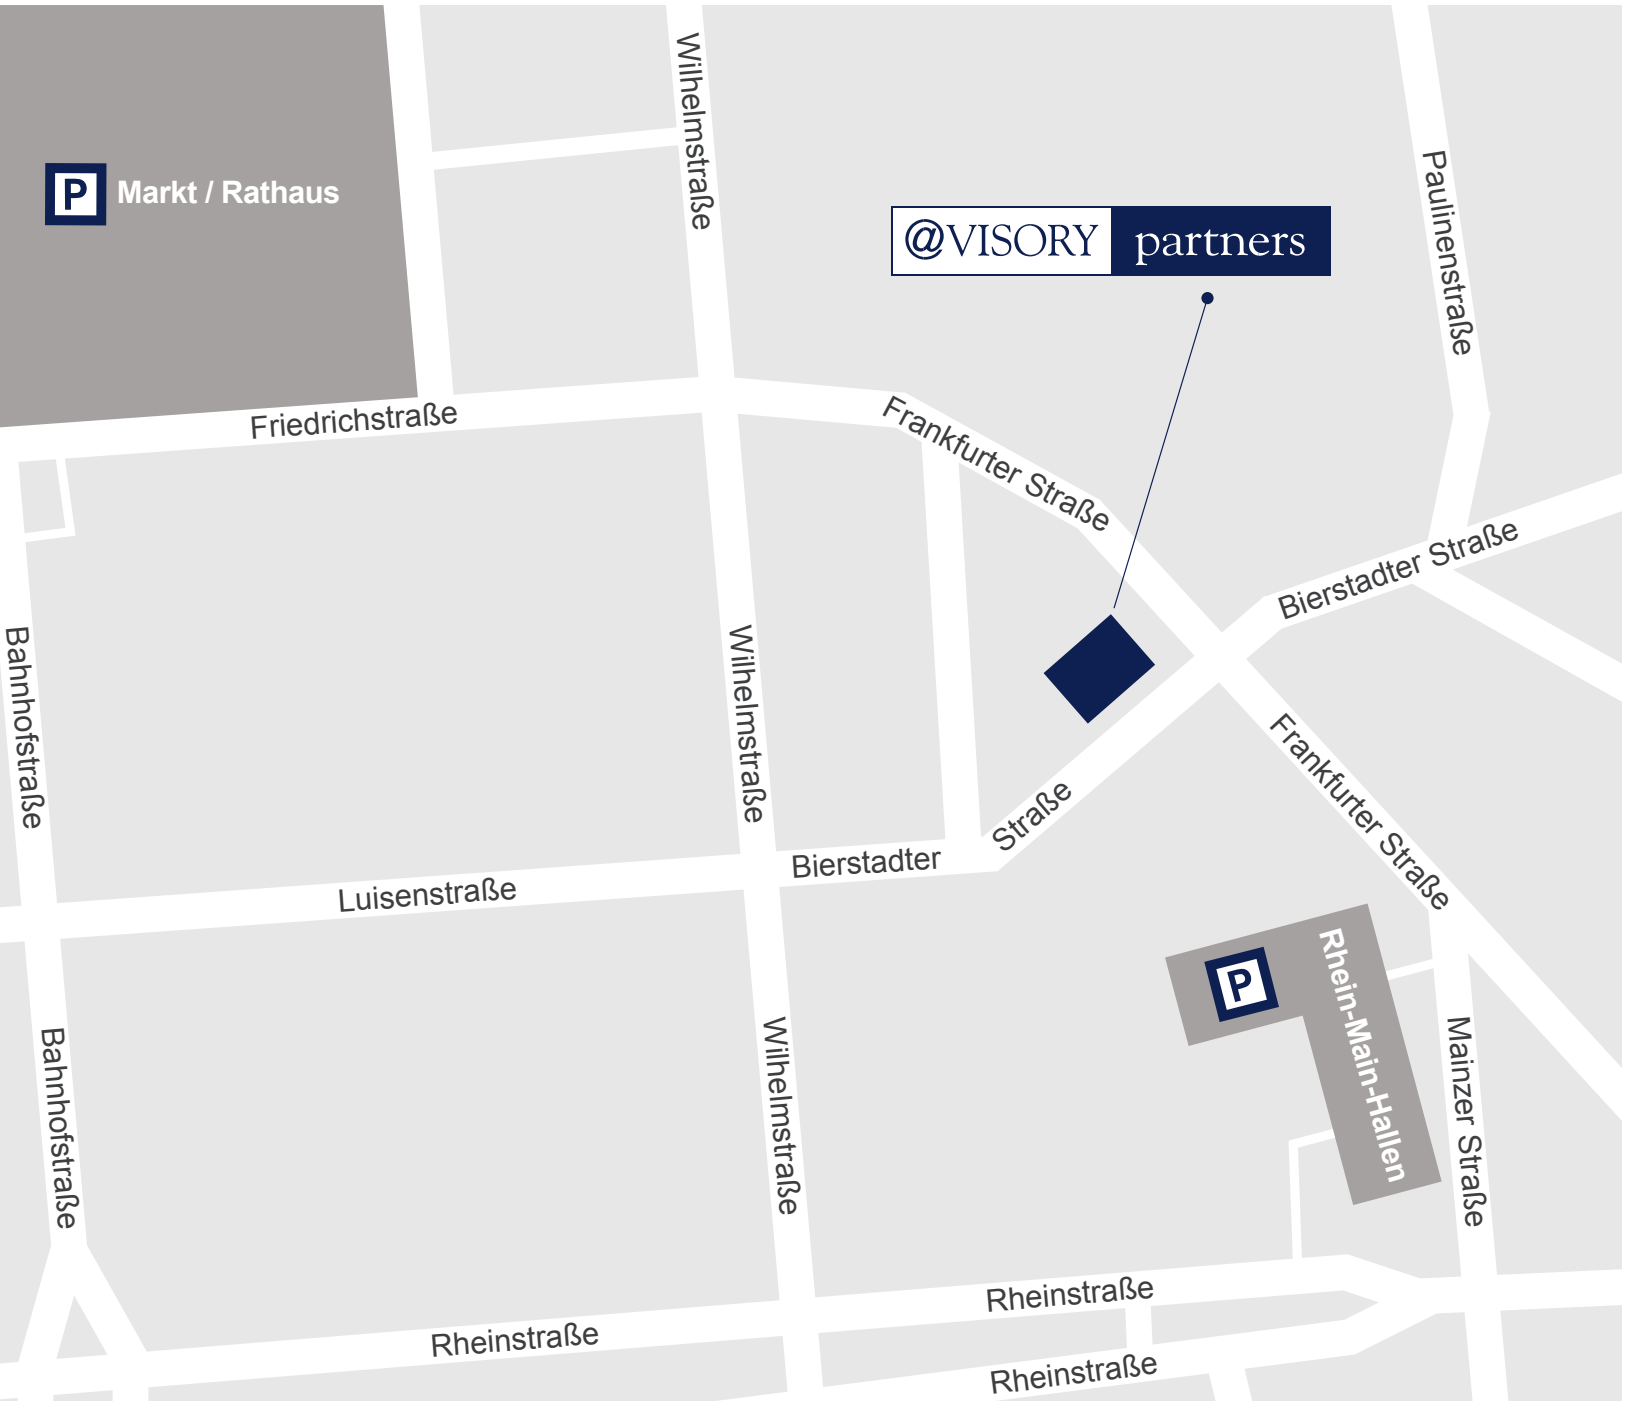 Wilhelmstraße
Paulinenstraße
P Markt / Rathaus
@VISORY partners
Friedrichstraße
Frankfurter Straße
Bierstadter Straße
Bahnhofstraße
Wilhelmstraße
Frankfurter Straße
Bierstadter Straße
Luisenstraße
P
Rhein-Main-Hallen
Bahnhofstraße
Wilhelmstraße
Mainzer Straße
Rheinstraße
Rheinstraße
Rheinstraße